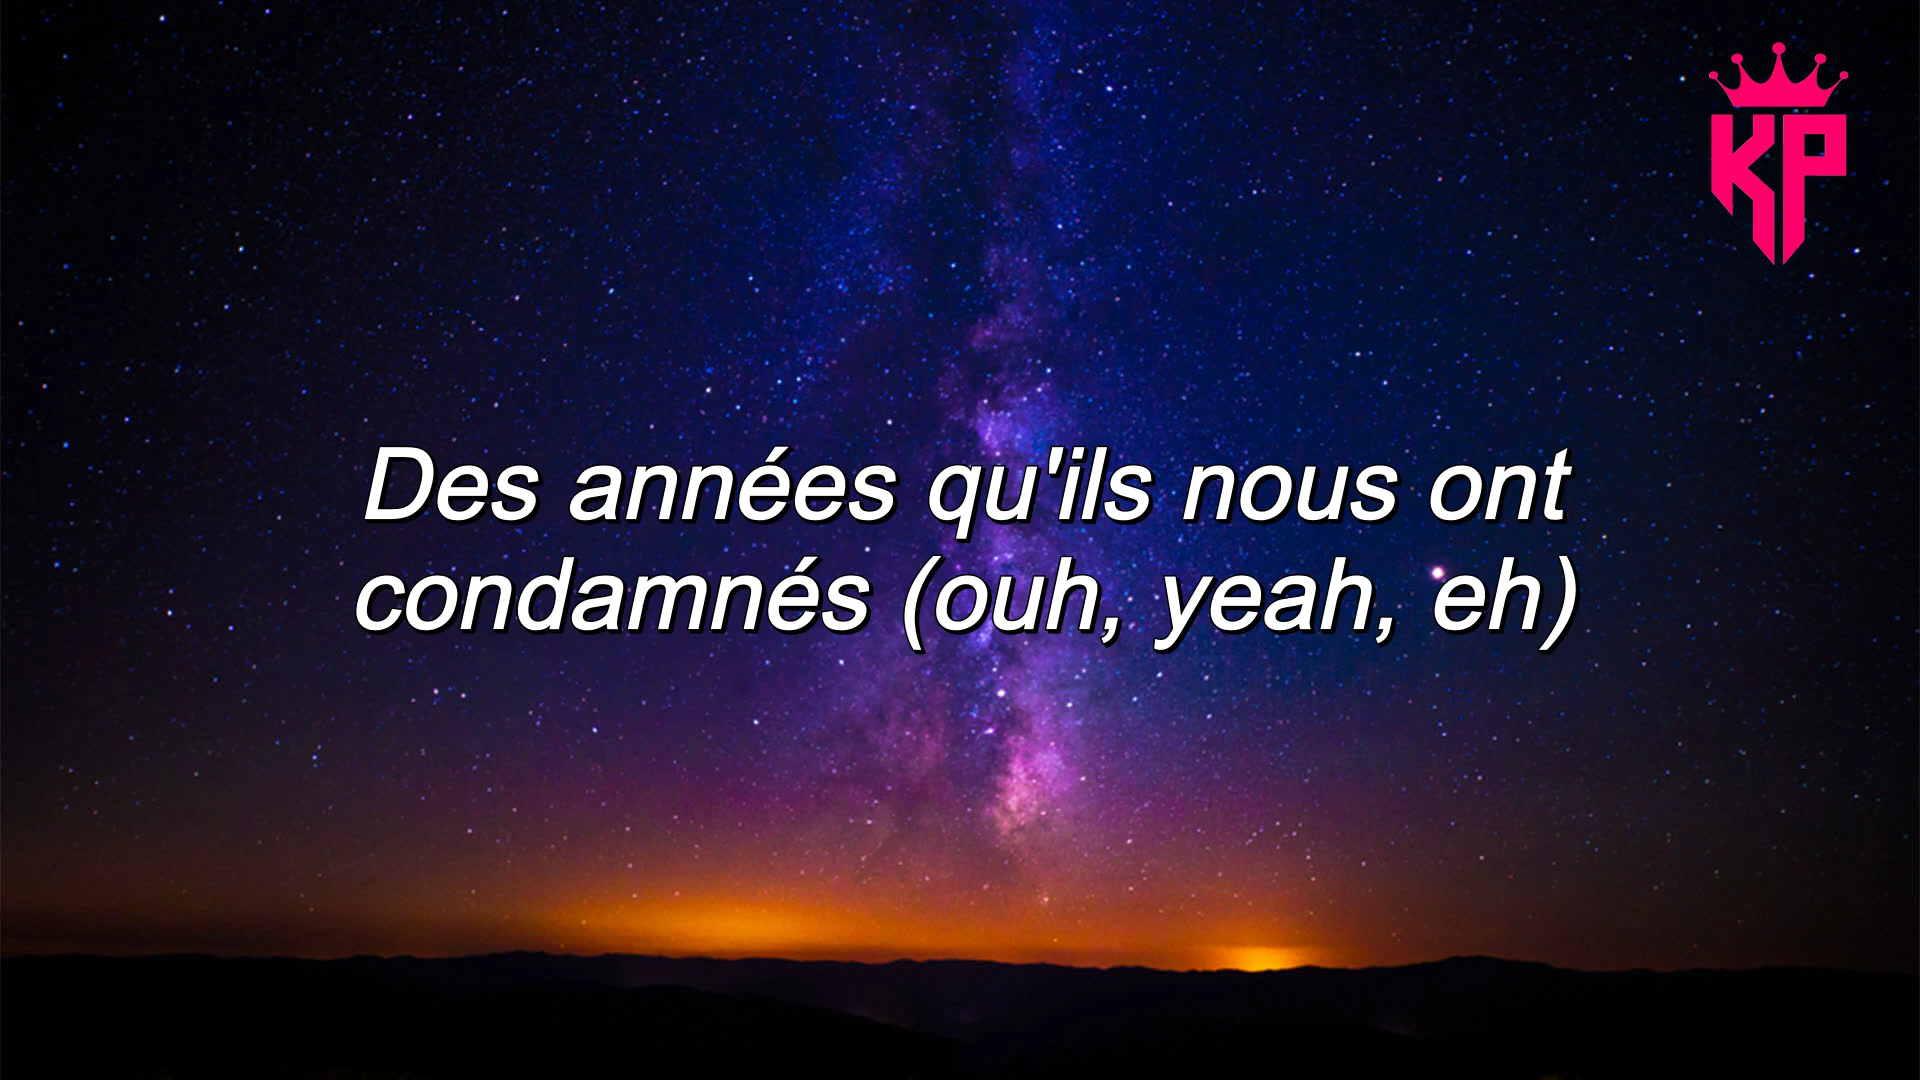 KP
Des années qu'ils nous ont
condamnés (ouh, yeah, eh)